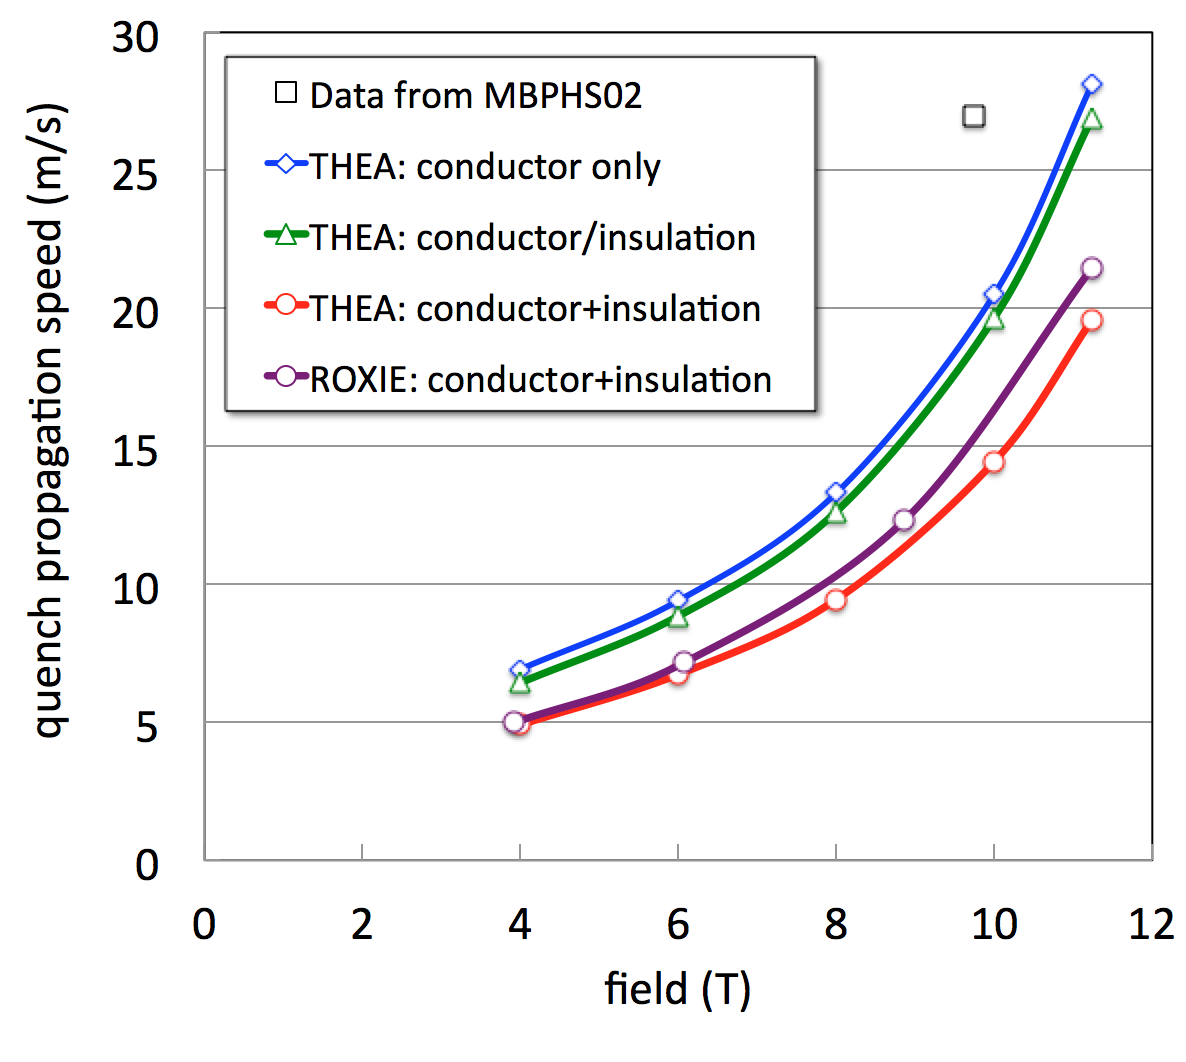 quench propagation speed (m/s)
30
25
20
15
10
5
0
Data from MBPHS02
THEA: conductor only
THEA: conductor/insulation
THEA: conductor+insulation
ROXIE: conductor+insulation
0 2 4 6 8 10 12
field (T)